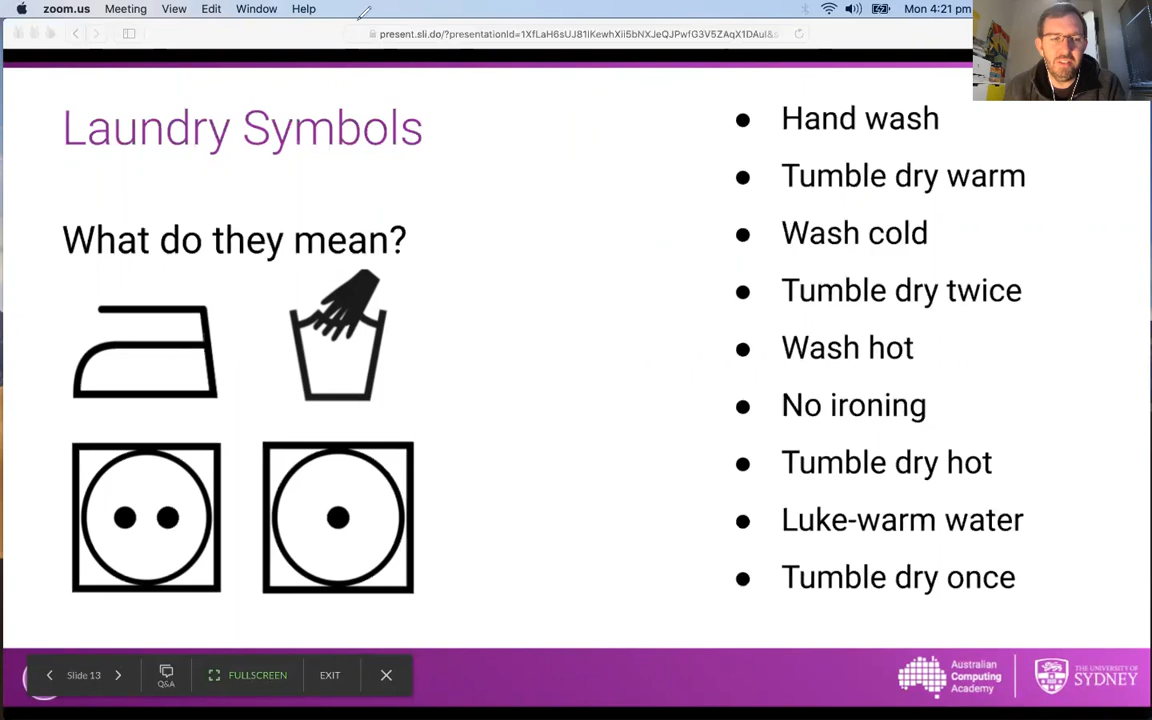 zoom.us Meeting View Edit Window Help Mon 4:21 pm
Laundry Symbols
What do they mean?
Hand wash
Tumble dry warm
Wash cold
Tumble dry twice
Wash hot
No ironing
Tumble dry hot
Luke-warm water
Tumble dry once
Slide 13
Q&A
FULLSCREEN
EXIT
Australian
Computing
Academy
THE UNIVERSITY OF
SYDNEY